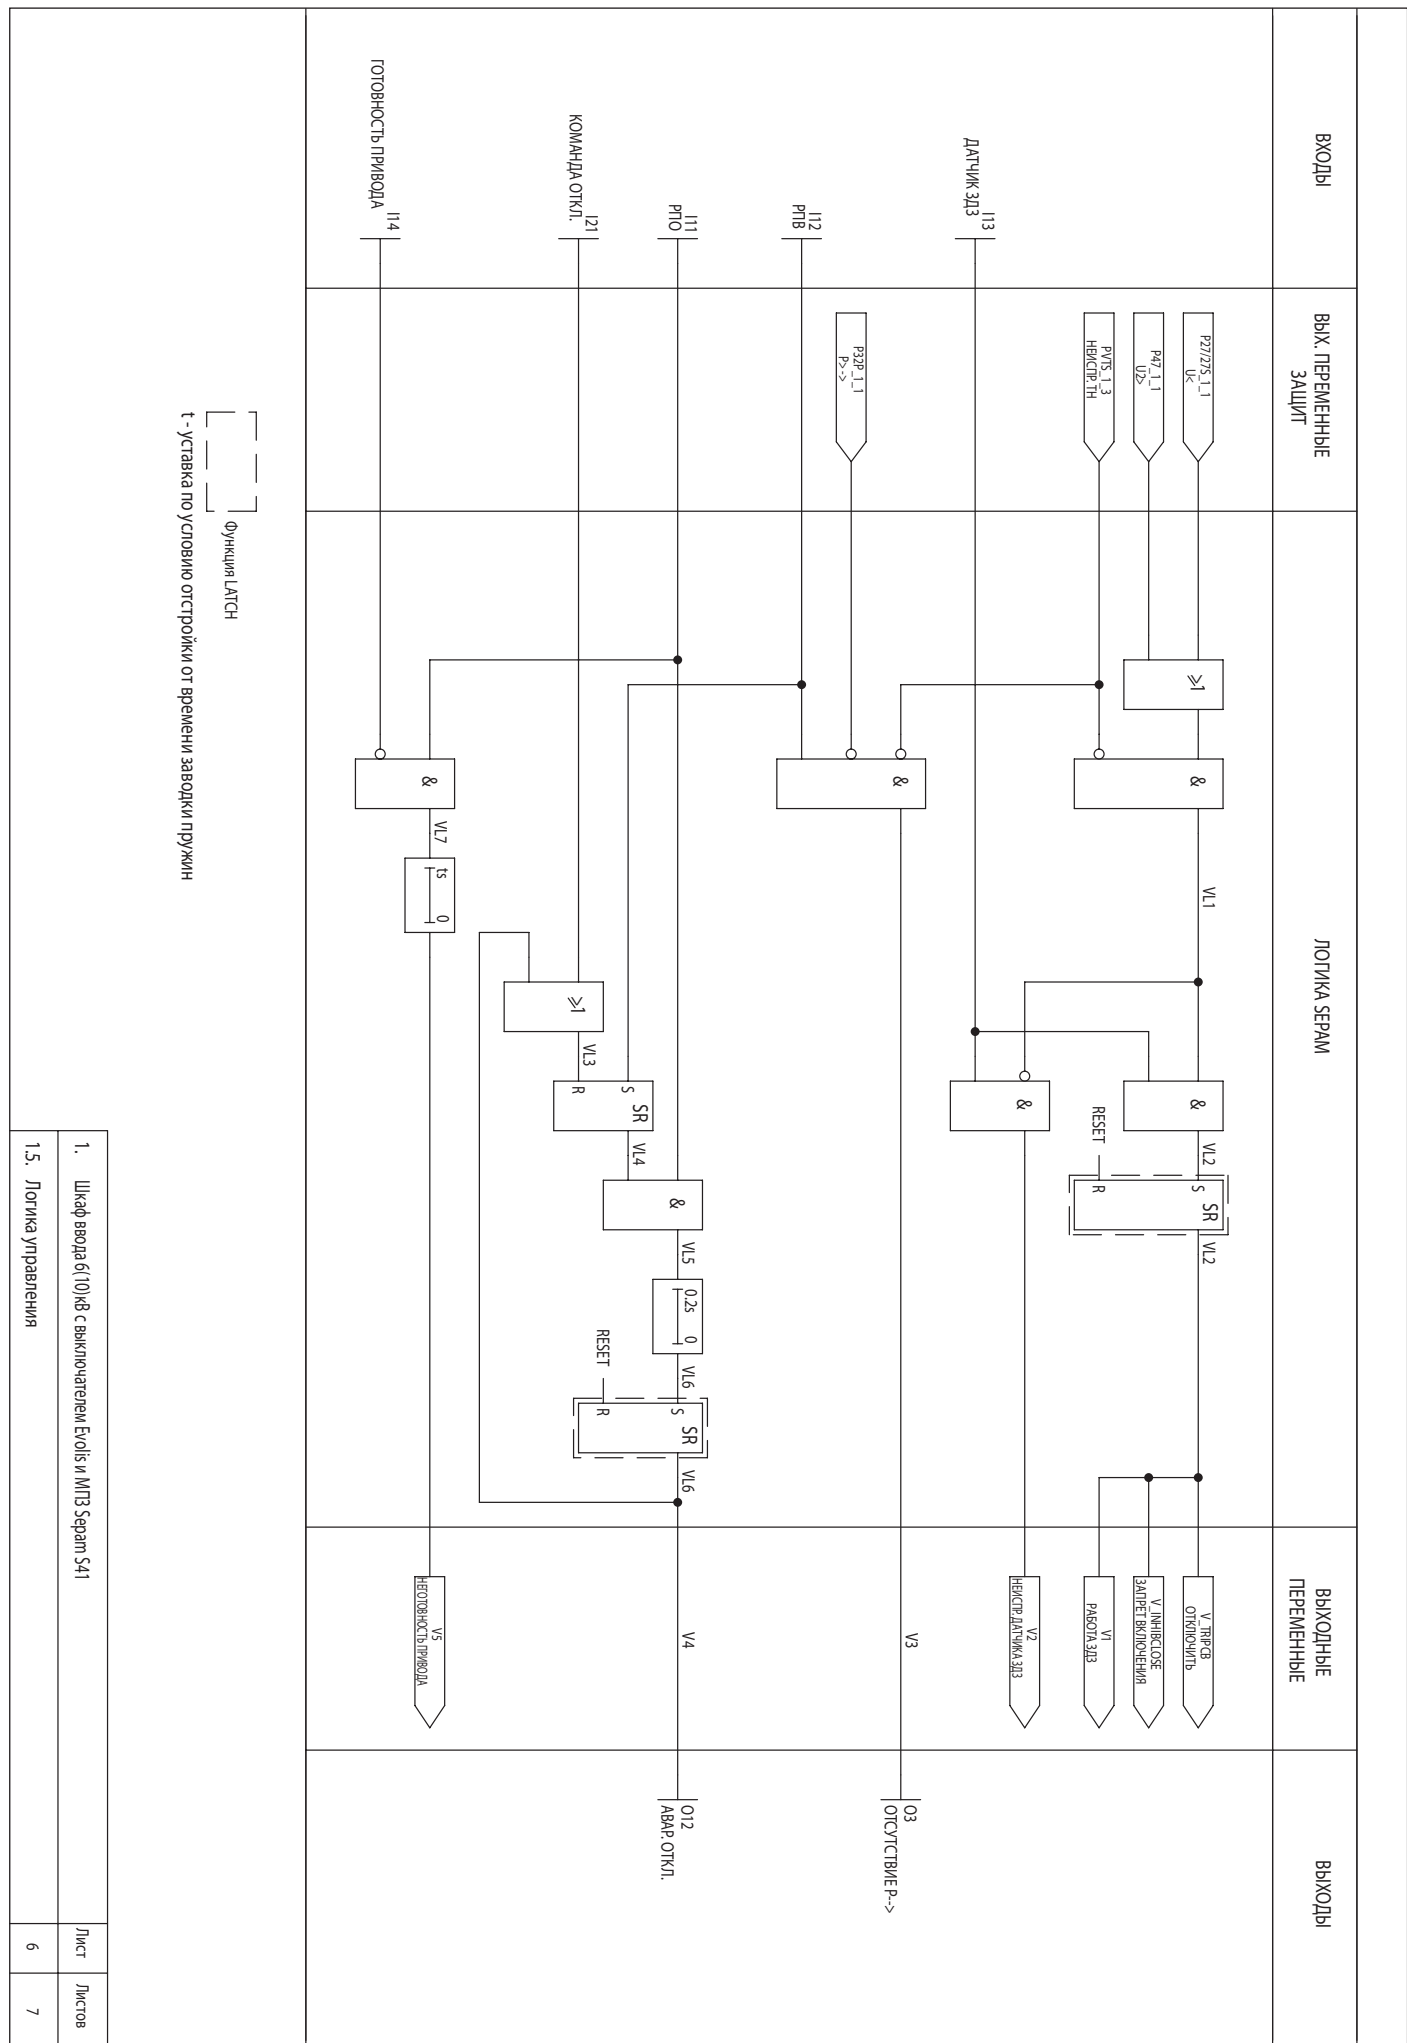 ВХОДЫ
ВЫХ. ПЕРЕМЕННЫЕ
ЗАЩИТ
ЛОГИКА SEPAM
ВЫХОДНЫЕ
ПЕРЕМЕННЫЕ
ВЫХОДЫ
P27/27S_1_1
U<
≥1
&
VL1
&
VL2
S
SR
R
RESET
VL2
V_TRIPCB
ОТКЛЮЧИТЬ
P47_1_1
U2>
V_INHIBCLOSE
ЗАПРЕТ ВКЛЮЧЕНИЯ
PVTS_1_3
НЕИСПР. ТН
V1
РАБОТА ЗДЗ
I13
ДАТЧИК ЗДЗ
&
V2
НЕИСПР. ДАТЧИКА ЗДЗ
P32P_1_1
P> ->
&
V3
O3
ОТСУТСТВИЕ P-->
I12
РПВ
I11
РПО
&
VL5
0.2s 0
VL6
S
SR
R
RESET
VL6
V4
O12
АВАР. ОТКЛ.
I21
КОМАНДА ОТКЛ.
≥1
VL3
S
SR
R
VL4
I14
ГОТОВНОСТЬ ПРИВОДА
&
VL7
ts 0
V5
НЕГОТОВНОСТЬ ПРИВОДА
Функция LATCH
t - уставка по условию отстройки от времени заводки пружин
1. Шкаф ввода 6(10)кВ с выключателем Evolis и МПЗ Sepam S41
Лист
Листов
1.5. Логика управления
6
7